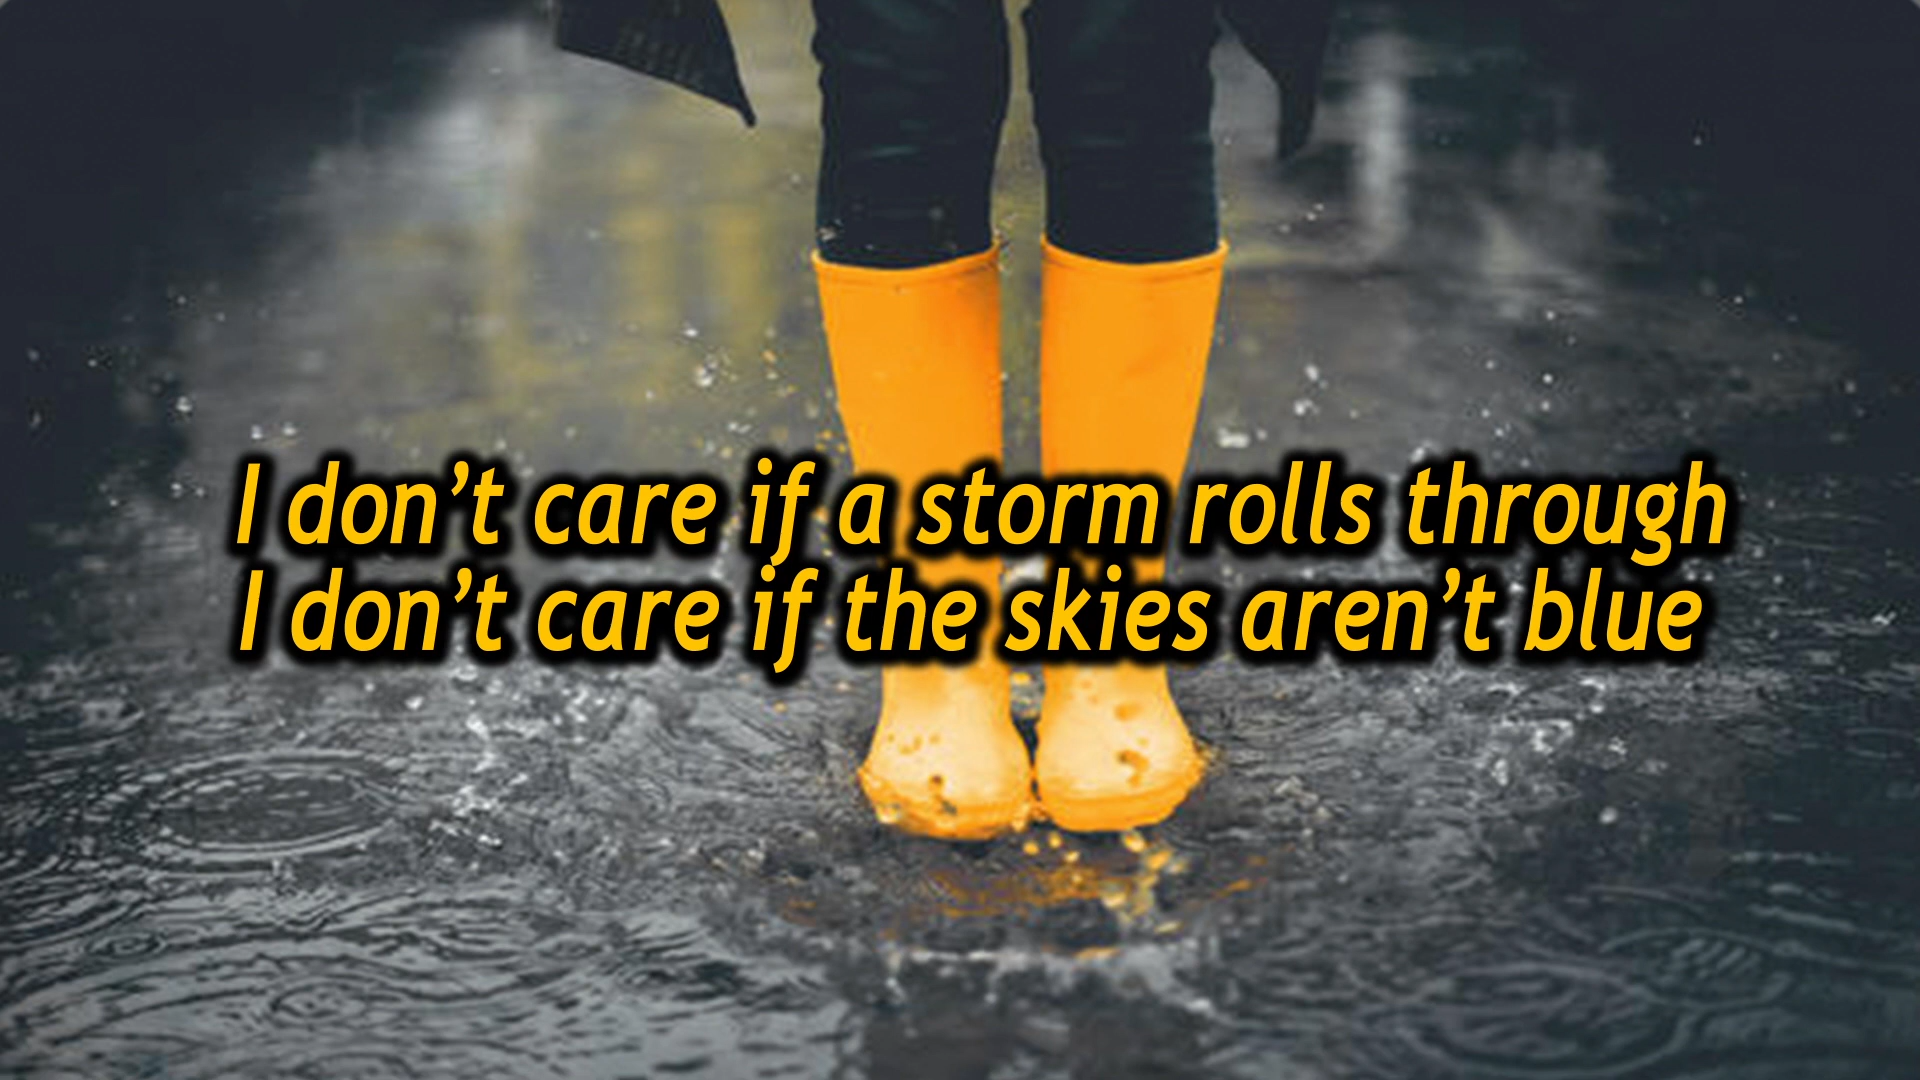 I don’t care if a storm rolls through
I don’t care if the skies aren’t blue